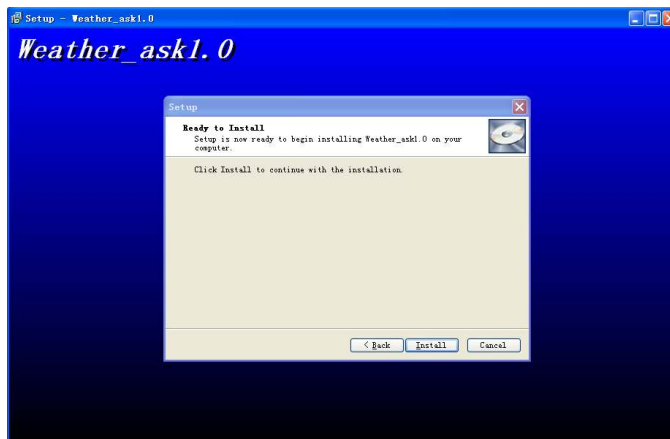 Setup - Weather_ask1.0
Weather_ask1.0
Setup
Ready to Install
Setup is now ready to begin installing Weather_ask1.0 on your
computer.
Click Install to continue with the installation.
< Back
Install
Cancel